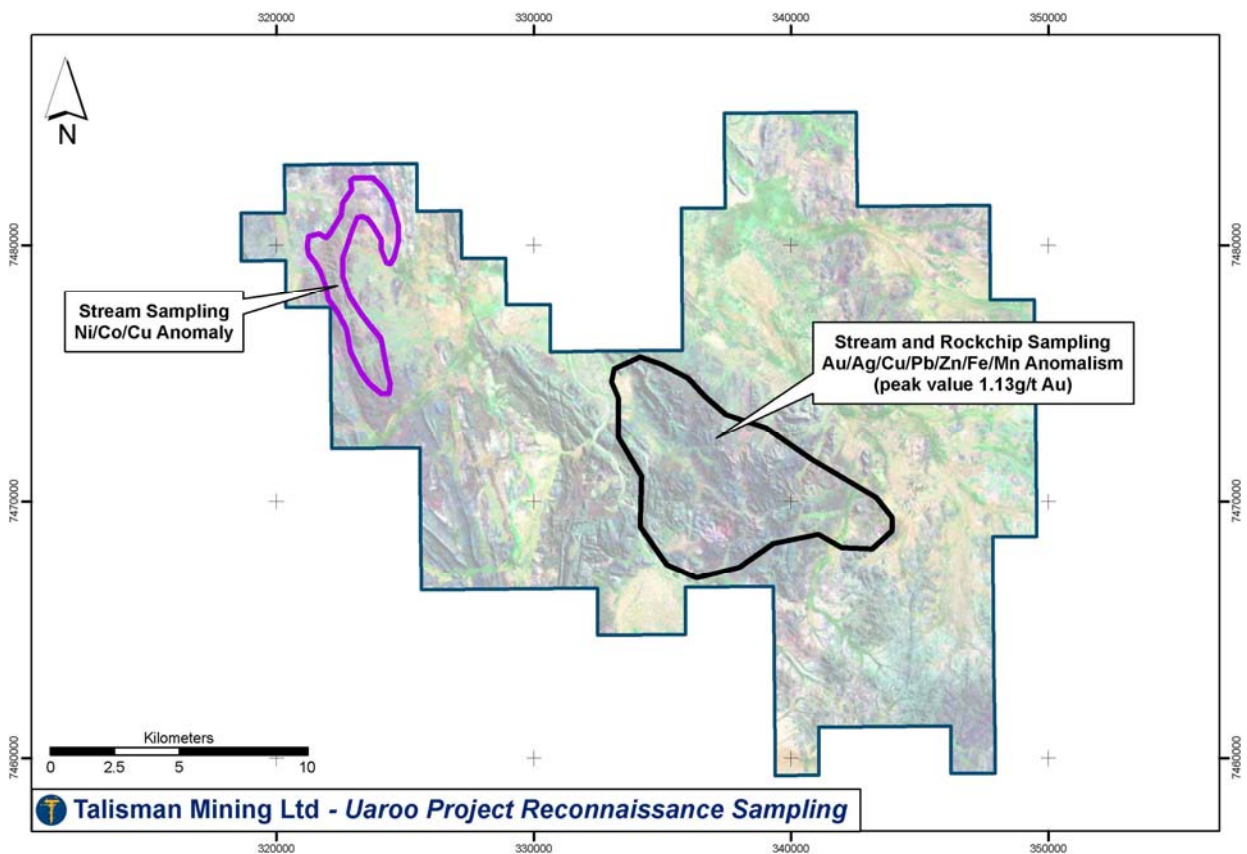 320000
330000
340000
350000
N
7480000
7480000
Stream Sampling
Ni/Co/Cu Anomaly
Stream and Rockchip Sampling
Au/Ag/Cu/Pb/Zn/Fe/Mn Anomalism
(peak value 1.13g/t Au)
7470000
7470000
Kilometers
0 2.5 5 10
7460000
7460000
Talisman Mining Ltd - Uaroo Project Reconnaissance Sampling
320000
330000
340000
350000